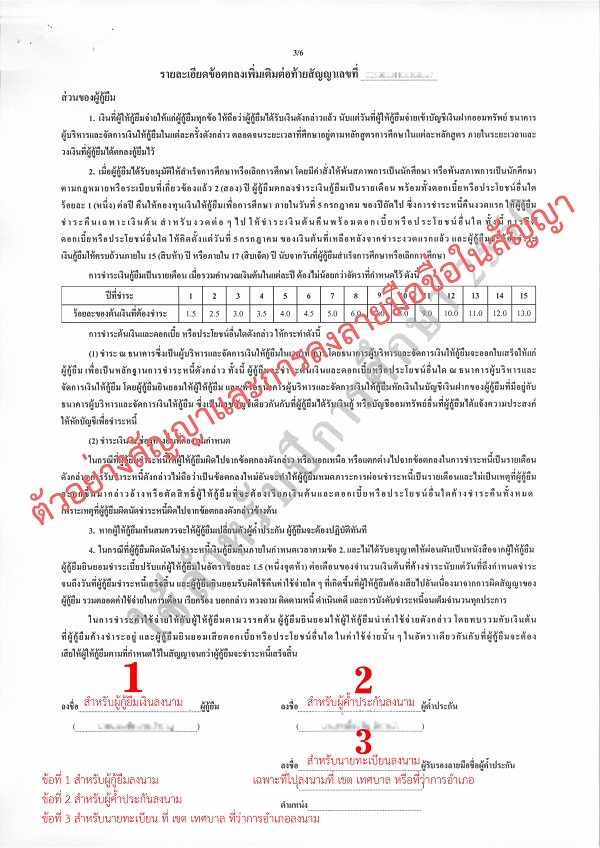 3/6
รายละเอียดข้อตกลงเพิ่มเติมต่อท้ายสัญญาเลขที่
ส่วนของผู้กู้ยืม
1. เงินที่ผู้ให้กู้ยืมจ่ายให้แก่ผู้กู้ยืมทุกข้อ ให้ถือว่าผู้กู้ยืมได้รับเงินดังกล่าวแล้ว นับแต่วันที่ผู้ให้กู้ยืมจ่ายเข้าบัญชีเงินฝากออมทรัพย์ ธนาคาร
ผู้บริหารและจัดการเงินให้กู้ยืมในแต่ละครั้งดังกล่าว ตลอดจนระยะเวลาที่ศึกษาอยู่ตามหลักสูตรการศึกษาในแต่ละหลักสูตร ภายในระยะเวลาและ
วงเงินที่ผู้กู้ยืมได้ตกลงกู้ยืมไว้
2. เมื่อผู้กู้ยืมได้รับอนุมัติให้สำเร็จการศึกษาหรือเลิกการศึกษา โดยมีคำสั่งให้พ้นสภาพการเป็นนักศึกษา หรือพ้นสภาพการเป็นนักศึกษา
ตามกฎหมายหรือระเบียบที่เกี่ยวข้องแล้ว 2 (สอง) ปี ผู้กู้ยืมตกลงชำระเงินกู้ยืมเป็นรายเดือน พร้อมทั้งดอกเบี้ยหรือประโยชน์อื่นใด
ร้อยละ 1 (หนึ่ง) ต่อปี คืนให้กองทุนเงินให้กู้ยืมเพื่อการศึกษา ภายในวันที่ 5 กรกฎาคม ของปีถัดไป ซึ่งการชำระหนี้คืนงวดแรก ให้ผู้กู้ยืม
ชำระคืนเฉพาะเงินต้น สำหรับงวดต่อ ๆ ไป ให้ชำระเงินต้นคืนพร้อมดอกเบี้ยหรือประโยชน์อื่นใด ทั้งนี้ การคิด
ดอกเบี้ยหรือประโยชน์อื่นใด ให้คิดตั้งแต่วันที่ 5 กรกฎาคม ของเงินที่เหลือหลังจากชำระงวดแรกแล้ว และผู้กู้ยืมจะต้องชำระ
เงินกู้ยืมให้ครบถ้วนภายใน 15 (สิบห้า) ปี หรือภายใน 17 (สิบเจ็ด) ปี นับจากวันที่ผู้กู้ยืมสำเร็จการศึกษาหรือเลิกการศึกษา
การชำระเงินกู้ยืมเป็นรายเดือน เมื่อรวมคำนวณเงินต้นในแต่ละปี ต้องไม่น้อยกว่าอัตราที่กำหนดไว้ ดังนี้
ปีที่ชำระ 1 2 3 4 5 6 7 8 9 10 11 12 13 14 15
ร้อยละของต้นเงินที่ต้องชำระ 1.5 2.5 3.0 3.5 4.0 4.5 5.0 6.0 10.0 11.0 12.0 13.0
การชำระต้นเงินและดอกเบี้ย หรือประโยชน์อื่นใดดังกล่าว ให้กระทำดังนี้
(1) ชำระ ณ ธนาคารซึ่งเป็นผู้บริหารและจัดการเงินให้กู้ยืมใน โดยธนาคารผู้บริหารและจัดการเงินให้กู้ยืมจะออกใบเสร็จให้แก่
ผู้กู้ยืม เพื่อเป็นหลักฐานการชำระหนี้ดังกล่าว ทั้งนี้ ผู้กู้ยืมจะชำระต้นเงินและดอกเบี้ยหรือประโยชน์อื่นใด ณ ธนาคารผู้บริหารและ
จัดการเงินให้กู้ยืม โดยผู้กู้ยืมยินยอมให้ผู้ให้กู้ยืม และหรือธนาคารผู้บริหารและจัดการเงินให้กู้ยืมหักเงินในบัญชีเงินฝากของผู้กู้ยืมที่มีอยู่กับ
ธนาคารผู้บริหารและจัดการเงินให้กู้ยืม ซึ่งเป็นเลขบัญชีเดียวกันกับที่ผู้กู้ยืมได้รับเงินกู้ หรือบัญชีออมทรัพย์อื่นที่ผู้กู้ยืมได้แจ้งความประสงค์
ให้หักบัญชีเพื่อชำระหนี้
(2) ชำระเงิน กำหนด
ในกรณีที่ผู้กู้ยืมชำระหนี้ให้ผู้ให้กู้ยืมผิดไปจากข้อตกลงดังกล่าว หรือนอกเหนือ หรือแตกต่างไปจากข้อตกลงในการชำระหนี้เป็นรายเดือน
ดังกล่าว การรับชำระหนี้ดังกล่าวไม่ถือว่าเป็นข้อตกลงใหม่อันจะทำให้ผู้กู้ยืมหมดภาระการผ่อนชำระหนี้เป็นรายเดือนและไม่เป็นเหตุที่ผู้กู้ยืม
กล่าวอ้างหรือตัดสิทธิ์ผู้ให้กู้ยืมที่จะต้องเรียกเงินต้นและดอกเบี้ยหรือประโยชน์อื่นใดค้างชำระคืนทั้งหมด
เพราะเหตุที่ผู้กู้ยืมผิดนัดชำระหนี้ผิดไปจากข้อตกลงดังกล่าวข้างต้น
3. หากผู้ให้กู้ยืมเห็นสมควรจะให้ผู้กู้ยืมเปลี่ยนตัวผู้ค้ำประกัน ผู้กู้ยืมจะต้องปฏิบัติทันที
4. ในกรณีที่ผู้กู้ยืมผิดนัดไม่ชำระหนี้เงินกู้ยืมคืนภายในกำหนดเวลาตามข้อ 2. และไม่ได้รับอนุญาตให้ผ่อนผันเป็นหนังสือจากผู้ให้กู้ยืม
ผู้กู้ยืมยินยอมชำระเบี้ยปรับแก่ผู้ให้กู้ยืมในอัตราร้อยละ 1.5 (หนึ่งจุดห้า) ต่อเดือนของจำนวนเงินต้นที่ค้างชำระนับแต่วันที่ถึงกำหนดชำระ
จนถึงวันที่ผู้กู้ยืมชำระหนี้เสร็จสิ้น และผู้กู้ยืมยินยอมรับผิดใช้คืนค่าใช้จ่ายใด ๆ ที่เกิดขึ้นที่ผู้ให้กู้ยืมต้องเสียไปอันเนื่องมาจากการผิดสัญญาของ
ผู้กู้ยืม รวมตลอดค่าใช้จ่ายในการเตือน เรียกร้อง บอกกล่าว ทวงถาม ติดตามหนี้ ดำเนินคดี และการบังคับชำระหนี้จนเต็มจำนวนทุกประการ
ในการชำระค่าใช้จ่ายให้กับผู้ให้กู้ยืมตามวรรคต้น ผู้กู้ยืมยินยอมให้ผู้ให้กู้ยืมนำค่าใช้จ่ายดังกล่าว โดยทบรวมกับเงินต้น
ที่ผู้กู้ยืมค้างชำระอยู่ และผู้กู้ยืมยินยอมเสียดอกเบี้ยหรือประโยชน์อื่นใด ในค่าใช้จ่ายนั้น ๆ ในอัตราเดียวกันกับที่ผู้กู้ยืมจะต้อง
เสียให้ผู้ให้กู้ยืมตามที่กำหนดไว้ในสัญญาจนกว่าผู้กู้ยืมจะชำระหนี้เสร็จสิ้น
ตัวอย่างสัญญาและการลงลายมือชื่อในสัญญา
1
ลงชื่อ สำหรับผู้กู้ยืมเงินลงนาม ผู้กู้ยืม
2
ลงชื่อ สำหรับผู้ค้ำประกันลงนาม ผู้ค้ำประกัน
3
ลงชื่อ สำหรับนายทะเบียนลงนาม ผู้รับรองลายมือชื่อผู้ค้ำประกัน
เฉพาะที่ไปลงนามที่ เขต เทศบาล หรือที่ว่าการอำเภอ
ตำแหน่ง
ข้อที่ 1 สำหรับผู้กู้ยืมลงนาม
ข้อที่ 2 สำหรับผู้ค้ำประกันลงนาม
ข้อที่ 3 สำหรับนายทะเบียน ที่ เขต เทศบาล ที่ว่าการอำเภอลงนาม